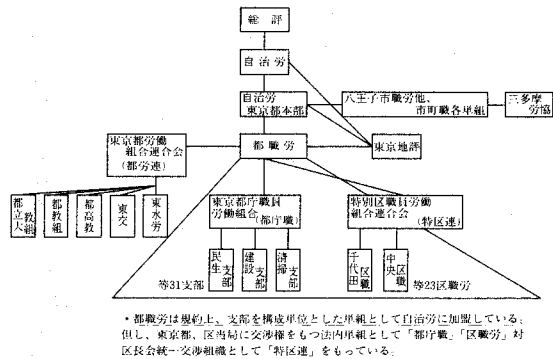 総評
自治労
自治労
東京都本部
八王子市職労他、
市町職各単組
三多摩
労協
東京都労働
組合連合会
(都労連)
都職労
東京地評
都立大教組
都教組
都高教
東交
東水労
東京都庁職員
労働組合
(都庁職)
特別区職員労働
組合連合会
(特区連)
民生支部
建設支部
清掃支部
等31支部
千代田区職
中央区職
等23区職労
・都職労は規約上、支部を構成単位とした単組として自治労に加盟している。
但し、東京都、区当局に交渉権をもつ法内単組として「都庁職」「区職労」対
区長会統一交渉組織として「特区連」をもっている。